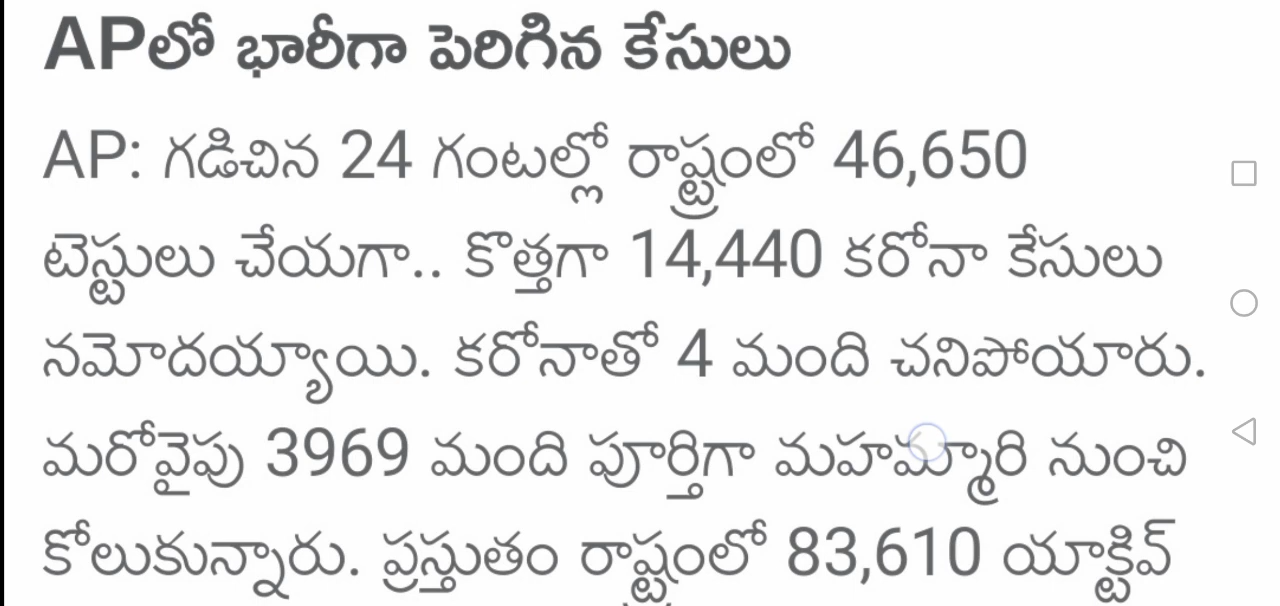 APలో భారీగా పెరిగిన కేసులు
AP: గడిచిన 24 గంటల్లో రాష్ట్రంలో 46,650
టెస్టులు చేయగా.. కొత్తగా 14,440 కరోనా కేసులు
నమోదయ్యాయి. కరోనాతో 4 మంది చనిపోయారు.
మరోవైపు 3969 మంది పూర్తిగా మహమ్మారి నుంచి
కోలుకున్నారు. ప్రస్తుతం రాష్ట్రంలో 83,610 యాక్టివ్